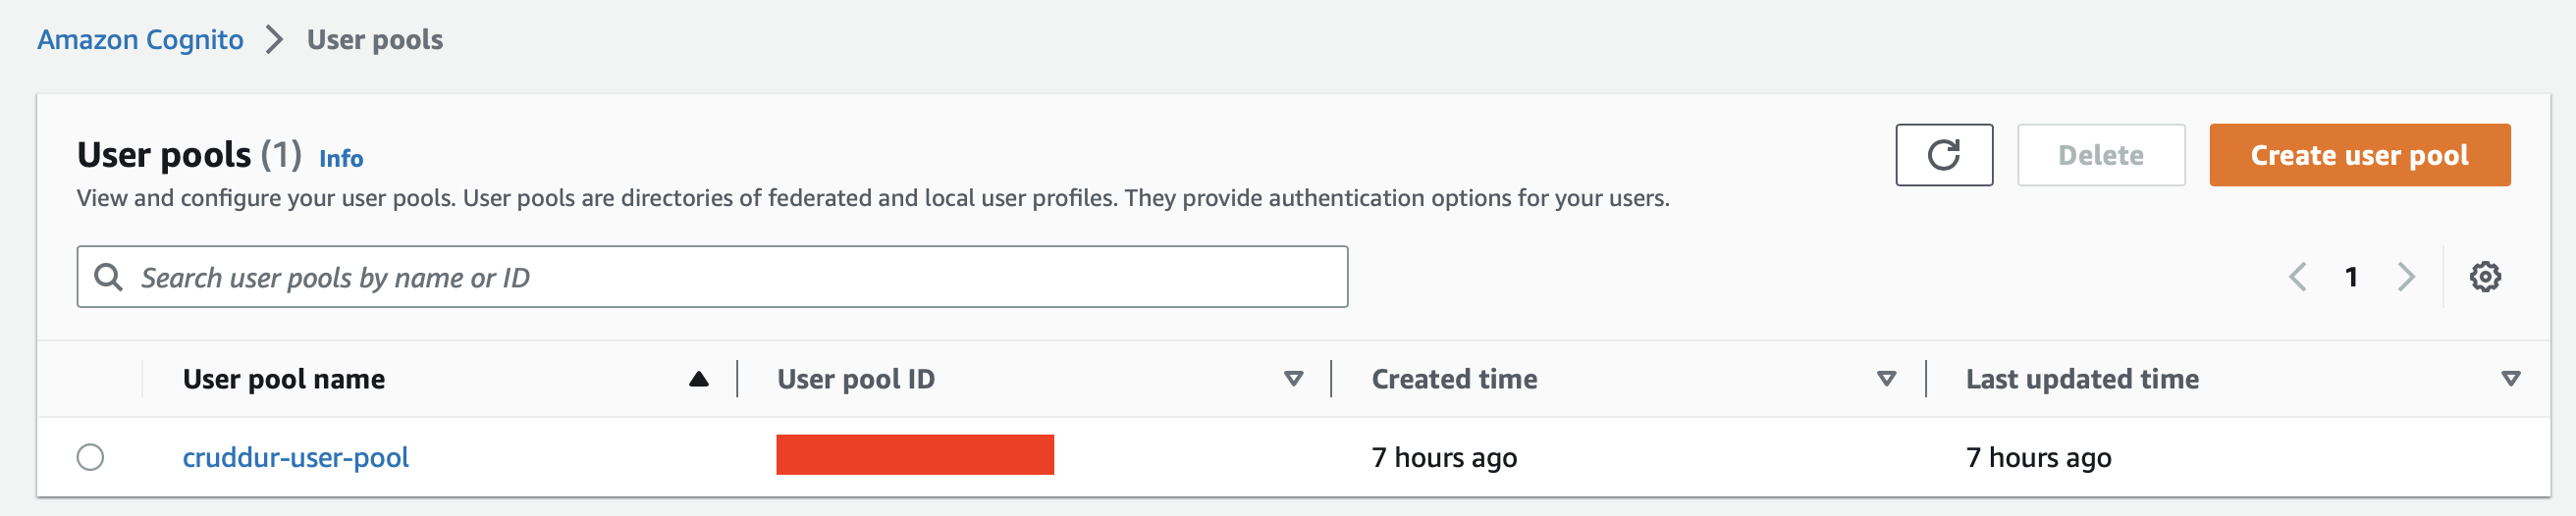 Amazon Cognito > User pools
User pools (1) Info
Refresh Delete Create user pool
View and configure your user pools. User pools are directories of federated and local user profiles. They provide authentication options for your users.
Search user pools by name or ID
1
User pool name User pool ID Created time Last updated time
cruddur-user-pool 7 hours ago 7 hours ago